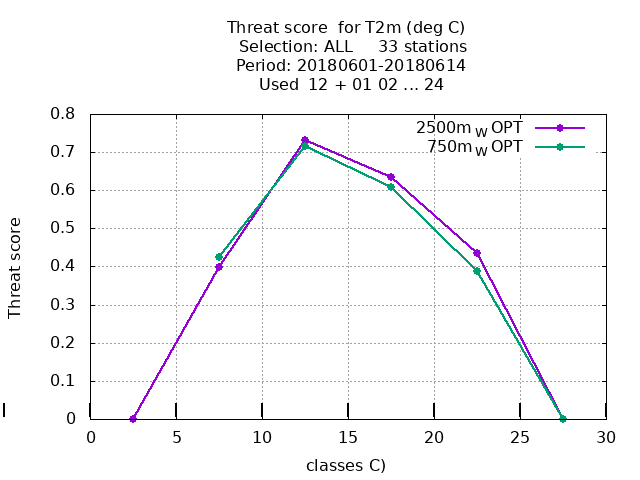 Threat score  for T2m (deg C)
Selection: ALL     33 stations
Period: 20180601-20180614
Used  12 + 01 02 ... 24
2500m W OPT
750m W OPT
0.8
0.7
0.6
0.5
0.4
0.3
0.2
0.1
0
Threat score
0 5 10 15 20 25 30
classes C)